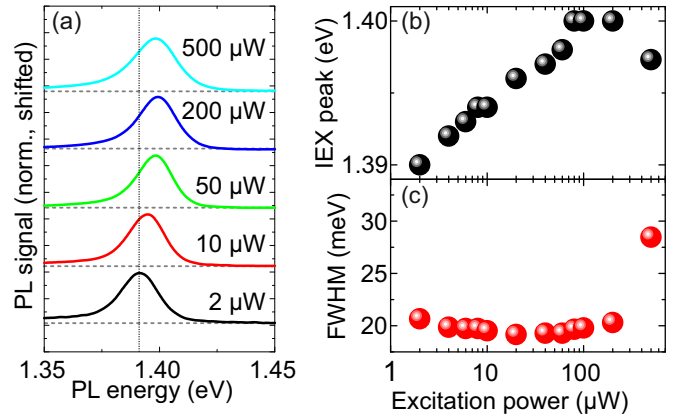 (a)
500 µW
200 µW
50 µW
10 µW
2 µW
PL signal (norm., shifted)
1.35
1.40
1.45
PL energy (eV)
(b)
1.40
1.39
IEX peak (eV)
(c)
30
25
20
FWHM (meV)
1
10
100
Excitation power (µW)